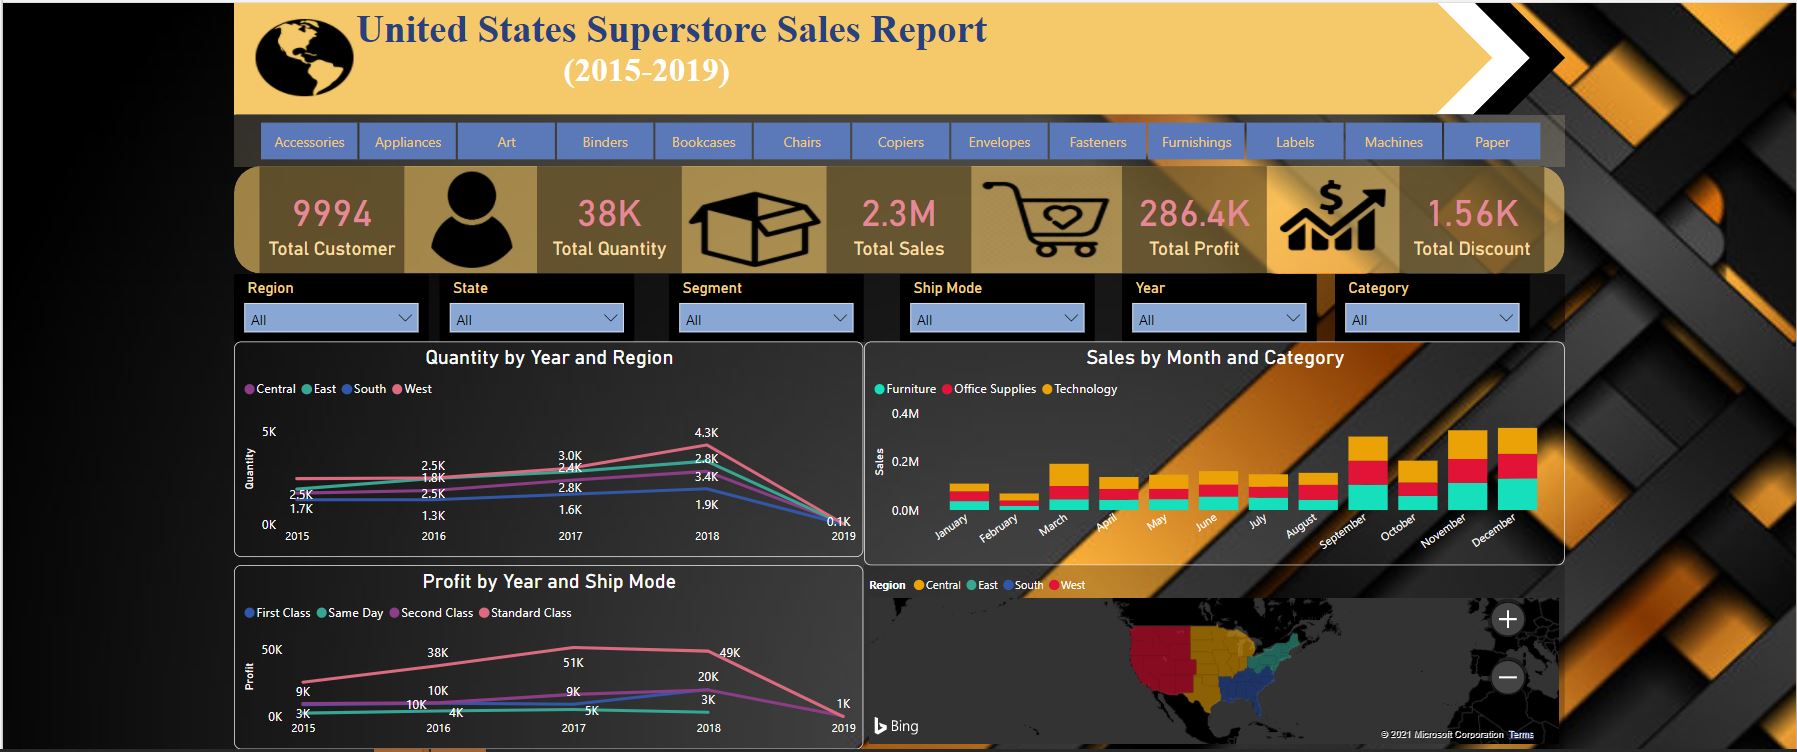 United States Superstore Sales Report
(2015-2019)
Accessories Appliances Art Binders Bookcases Chairs Copiers Envelopes Fasteners Furnishings Labels Machines Paper
9994 38K 2.3M 286.4K $ 1.56K
Total Customer Total Quantity Total Sales Total Profit Total Discount
Region State Segment Ship Mode Year Category
All All All All All All
Quantity by Year and Region
Central East South West
5K
Quantity
0K
4.3K
3.0K
2.8K
2.5K 2.4K
1.8K 3.4K
2.5K 2.5K 2.8K
1.7K 1.9K
1.3K 1.6K 0.1K
2015 2016 2017 2018 2019
Sales by Month and Category
Furniture Office Supplies Technology
0.4M
Sales
0.2M
0.0M
January February March April May June July August September October November December
Profit by Year and Ship Mode
First Class Same Day Second Class Standard Class
50K
Profit
0K
38K 51K 49K
9K 10K 9K 20K
3K 10K 4K 5K 3K 1K
2015 2016 2017 2018 2019
Region Central East South West
+
−
Bing
© 2021 Microsoft Corporation Terms